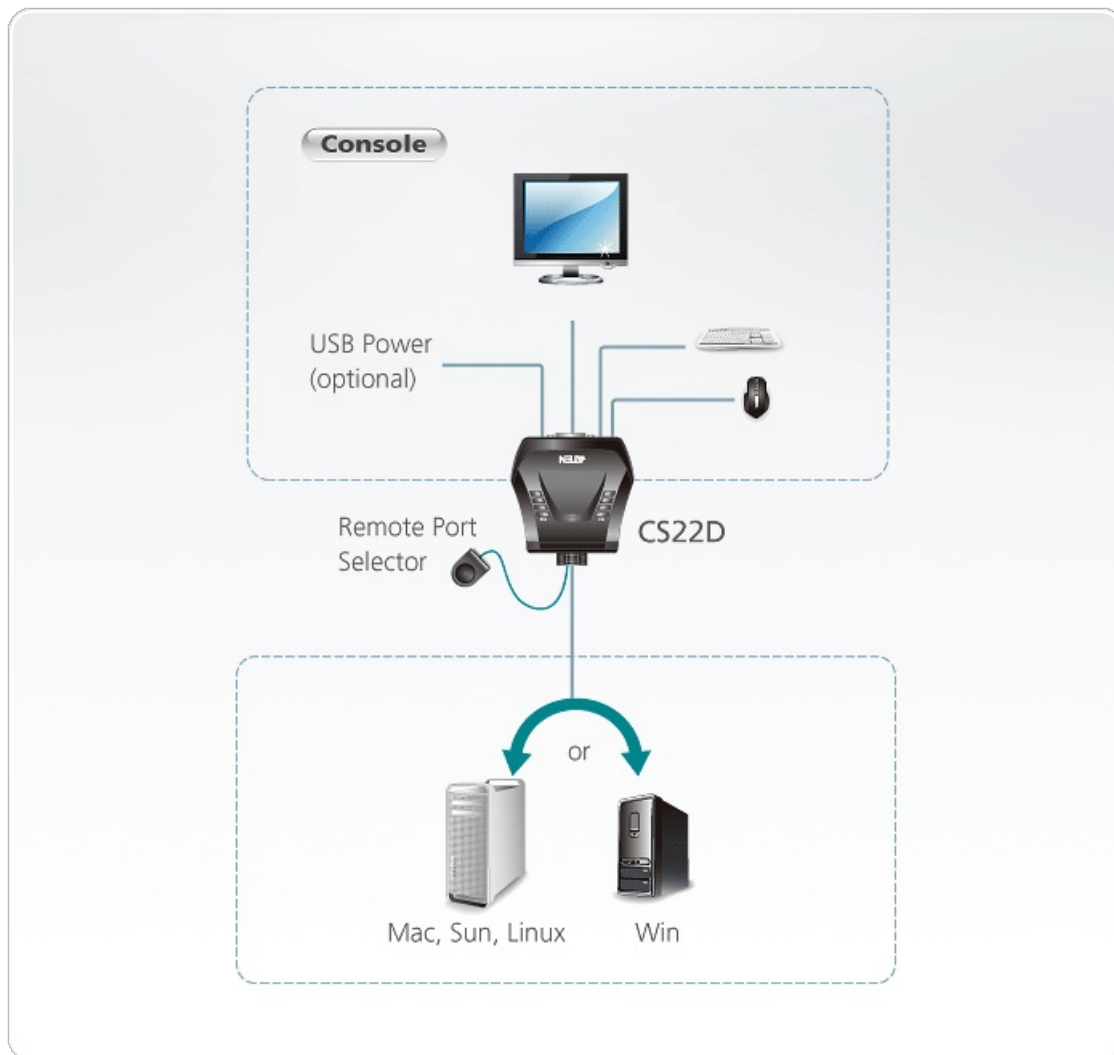 Console
USB Power
(optional)
Remote Port
Selector
CS22D
or
Mac, Sun, Linux
Win